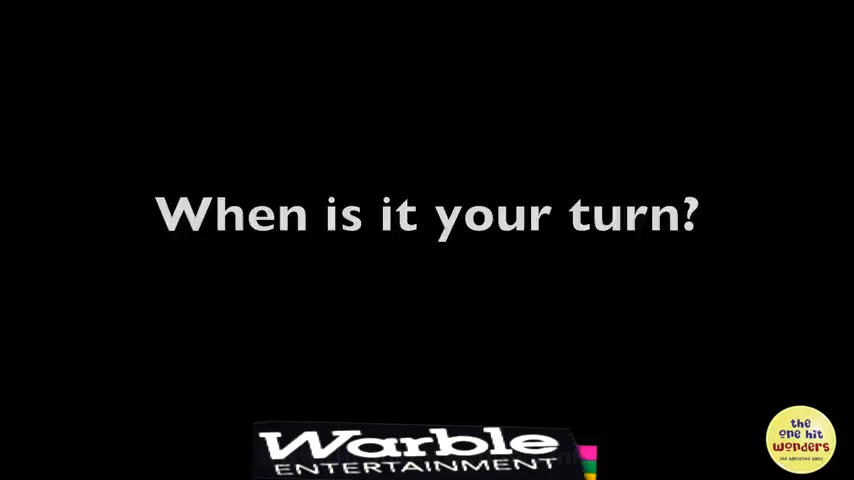 When is it your turn?
Warble
ENTERTAINMENT
the
one hit
wonders